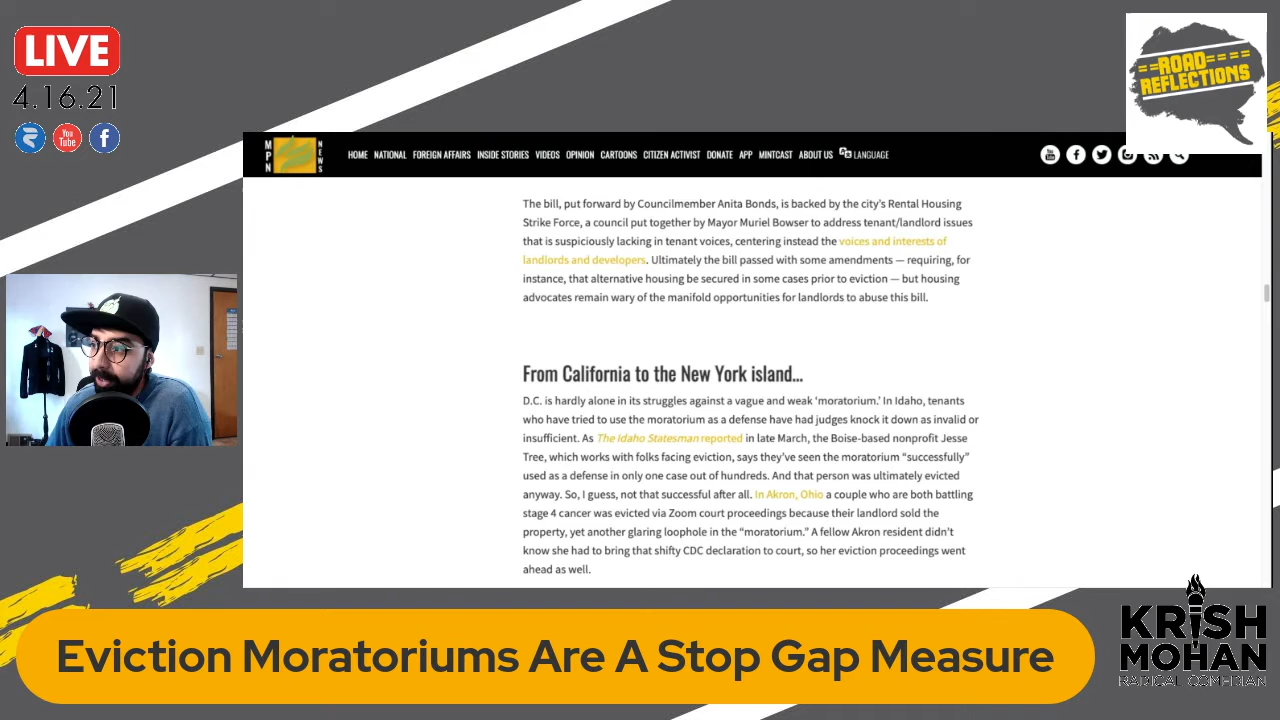 LIVE
4.16.21
You
Tube
==ROAD====
REFLECTIONS
MPN
NEWS
HOME NATIONAL FOREIGN AFFAIRS INSIDE STORIES VIDEOS OPINION CARTOONS CITIZEN ACTIVIST DONATE APP MINTCAST ABOUT US LANGUAGE
The bill, put forward by Councilmember Anita Bonds, is backed by the city's Rental Housing
Strike Force, a council put together by Mayor Muriel Bowser to address tenant/landlord issues
that is suspiciously lacking in tenant voices, centering instead the voices and interests of
landlords and developers. Ultimately the bill passed with some amendments — requiring, for
instance, that alternative housing be secured in some cases prior to eviction — but housing
advocates remain wary of the manifold opportunities for landlords to abuse this bill.
From California to the New York island...
D.C. is hardly alone in its struggles against a vague and weak ‘moratorium.’ In Idaho, tenants
who have tried to use the moratorium as a defense have had judges knock it down as invalid or
insufficient. As The Idaho Statesman reported in late March, the Boise-based nonprofit Jesse
Tree, which works with folks facing eviction, says they've seen the moratorium “successfully”
used as a defense in only one case out of hundreds. And that person was ultimately evicted
anyway. So, I guess, not that successful after all. In Akron, Ohio a couple who are both battling
stage 4 cancer was evicted via Zoom court proceedings because their landlord sold the
property, yet another glaring loophole in the “moratorium.” A fellow Akron resident didn't
know she had to bring that shifty CDC declaration to court, so her eviction proceedings went
ahead as well.
Eviction Moratoriums Are A Stop Gap Measure
KRISH
MOHAN
RADICAL COMEDIAN